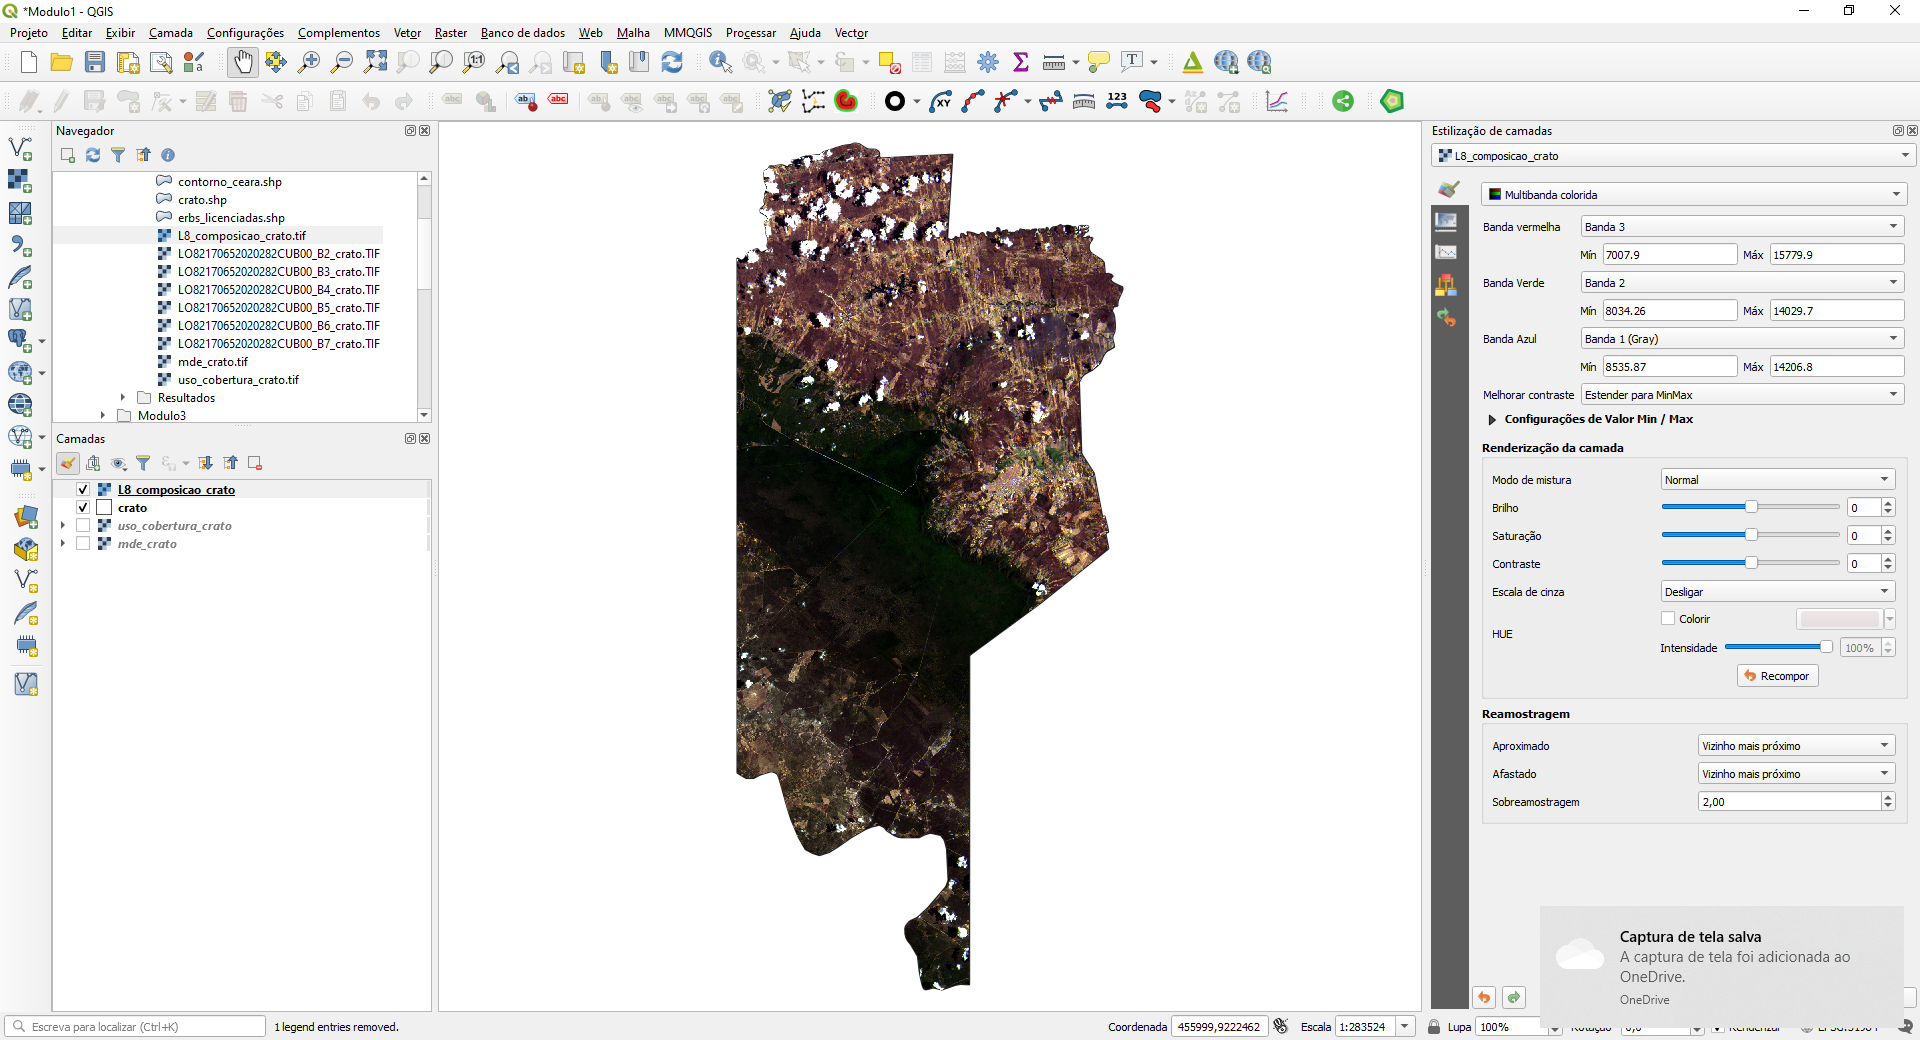 *Modulo1 - QGIS
Projeto Editar Exibir Camada Configurações Complementos Vetor Raster Banco de dados Web Malha MMQGIS Processar Ajuda Vector
Navegador
contorno_ceara.shp
crato.shp
erbs_licenciadas.shp
L8_composicao_crato.tif
LO82170652020282CUB00_B2_crato.TIF
LO82170652020282CUB00_B3_crato.TIF
LO82170652020282CUB00_B4_crato.TIF
LO82170652020282CUB00_B5_crato.TIF
LO82170652020282CUB00_B6_crato.TIF
LO82170652020282CUB00_B7_crato.TIF
mde_crato.tif
uso_cobertura_crato.tif
Resultados
Modulo3
Camadas
L8_composicao_crato
crato
uso_cobertura_crato
mde_crato
Estilização de camadas
L8_composicao_crato
Multibanda colorida
Banda vermelha Banda 3
Mín 7007.9 Máx 15779.9
Banda Verde Banda 2
Mín 8034.26 Máx 14029.7
Banda Azul Banda 1 (Gray)
Mín 8535.87 Máx 14206.8
Melhorar contraste Estender para MinMax
Configurações de Valor Min / Max
Renderização da camada
Modo de mistura Normal
Brilho 0
Saturação 0
Contraste 0
Escala de cinza Desligar
Colorir
HUE
Intensidade 100%
Recompor
Reamostragem
Aproximado Vizinho mais próximo
Afastado Vizinho mais próximo
Sobreamostragem 2,00
Captura de tela salva
A captura de tela foi adicionada ao
OneDrive.
OneDrive
Escreva para localizar (Ctrl+K) 1 legend entries removed. Coordenada 455999,9222462 Escala 1:283524 Lupa 100%